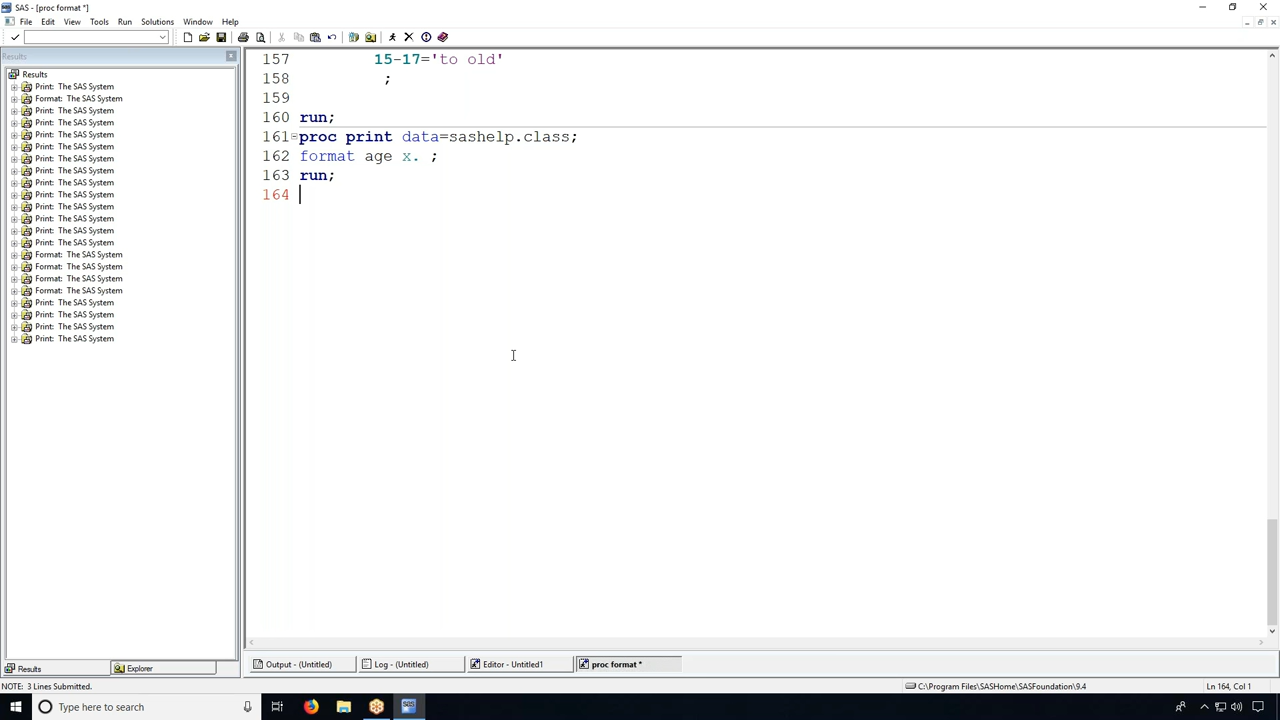 SAS - [proc format *]
File Edit View Tools Run Solutions Window Help
Results
Results
Print: The SAS System
Format: The SAS System
Print: The SAS System
Print: The SAS System
Print: The SAS System
Print: The SAS System
Print: The SAS System
Print: The SAS System
Print: The SAS System
Print: The SAS System
Print: The SAS System
Print: The SAS System
Print: The SAS System
Print: The SAS System
Format: The SAS System
Format: The SAS System
Format: The SAS System
Format: The SAS System
Print: The SAS System
Print: The SAS System
Print: The SAS System
Print: The SAS System
157 15-17='to old'
158 ;
159
160 run;
161 proc print data=sashelp.class;
162 format age x. ;
163 run;
164
Results Explorer
Output - (Untitled) Log - (Untitled) Editor - Untitled1 proc format *
NOTE: 3 Lines Submitted. C:\Program Files\SASHome\SASFoundation\9.4 Ln 164, Col 1
Type here to search